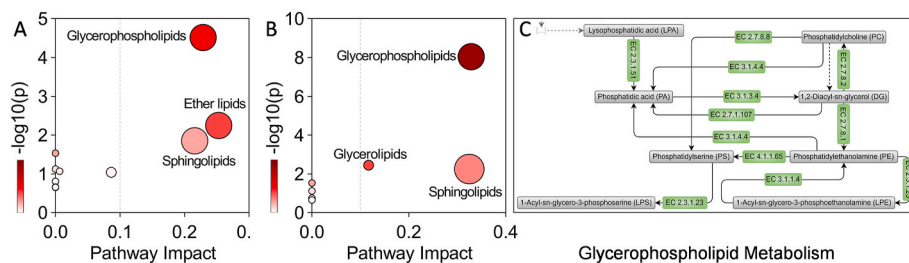 A
-log10(p)
5
4
3
2
1
0
Glycerophospholipids
Ether lipids
Sphingolipids
0.0
0.1
0.2
0.
Pathway Impact
B
-log10(p)
10
8
6
4
2
0
Glycerophospholipids
Glycerolipids
Sphingolipids
0.0
0.2
0.4
Pathway Impact
C
Lysophosphatidic acid (LPA)
EC 2.7.8.8
Phosphatidylcholine (PC)
EC 2.3.1.51
EC 3.1.4.4
EC 2.7.8.2
Phosphatidic acid (PA)
EC 3.1.3.4
1,2-Diacyl-sn-glycerol (DG)
EC 2.7.1.107
EC 2.7.8.1
EC 3.1.4.4
Phosphatidylserine (PS)
EC 4.1.1.65
Phosphatidylethanolamine (PE)
EC 3.1.1.4
1-Acyl-sn-glycero-3-phosphoserine (LPS)
EC 2.3.1.23
1-Acyl-sn-glycero-3-phosphoethanolamine (LPE)
Glycerophospholipid Metabolism